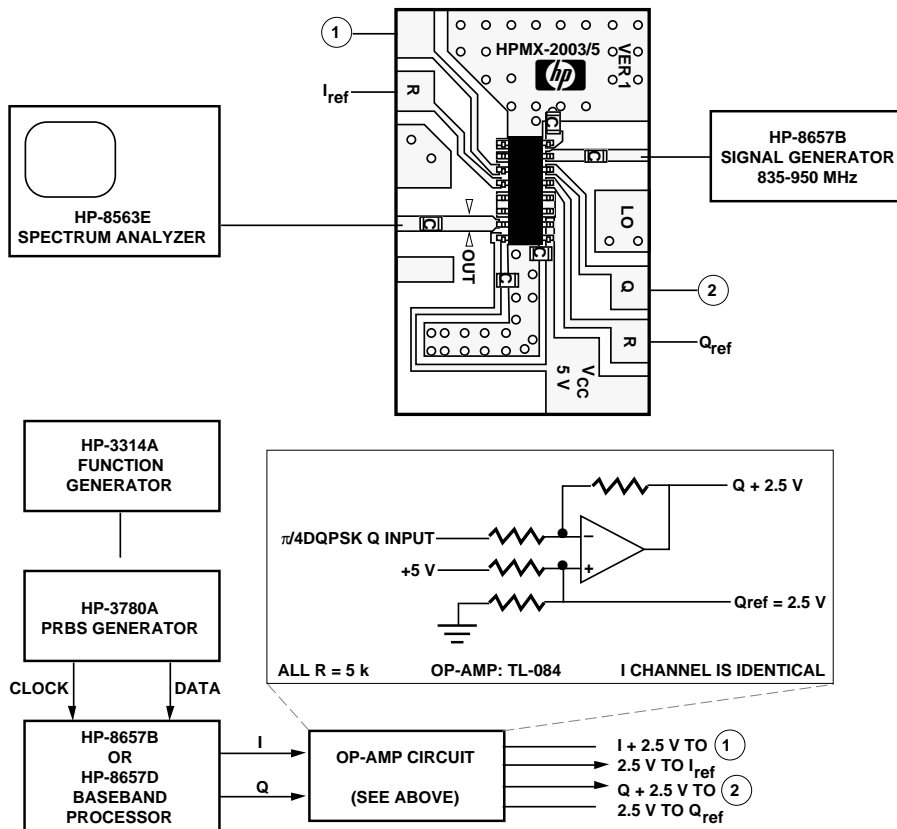 1
HPMX-2003/5
hp
VER 1
R
Iref
C
C
HP-8657B
SIGNAL GENERATOR
835-950 MHz
HP-8563E
SPECTRUM ANALYZER
C
OUT
LO
C
C
Q
2
R
Qref
VCC
5 V
HP-3314A
FUNCTION
GENERATOR
Q + 2.5 V
π/4DQPSK Q INPUT
−
+5 V
+
Qref = 2.5 V
HP-3780A
PRBS GENERATOR
ALL R = 5 k
OP-AMP: TL-084
I CHANNEL IS IDENTICAL
CLOCK
DATA
HP-8657B
OR
HP-8657D
BASEBAND
PROCESSOR
I
Q
OP-AMP CIRCUIT
(SEE ABOVE)
I + 2.5 V TO 1
2.5 V TO Iref
Q + 2.5 V TO 2
2.5 V TO Qref